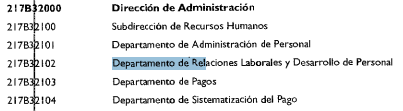 217B32000 Dirección de Administración
217B32100 Subdirección de Recursos Humanos
217B32101 Departamento de Administración de Personal
217B32102 Departamento de Relaciones Laborales y Desarrollo de Personal
217B32103 Departamento de Pagos
217B32104 Departamento de Sistematización del Pago